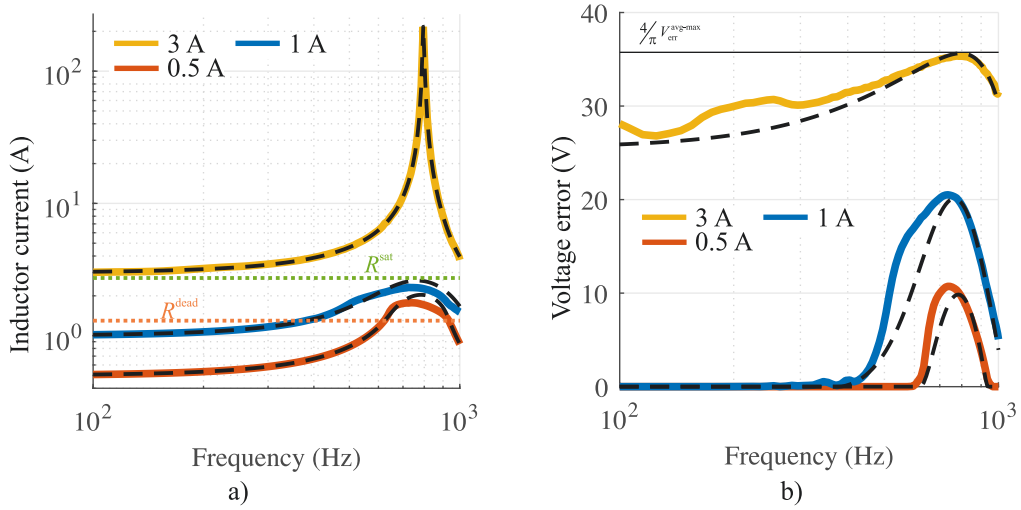 3 A
1 A
0.5 A
R^sat
R^dead
10^2
10^1
10^0
10^2
10^3
Inductor current (A)
Frequency (Hz)
a)
4/π V_err^avg-max
40
30
20
10
0
3 A
1 A
0.5 A
10^2
10^3
Voltage error (V)
Frequency (Hz)
b)